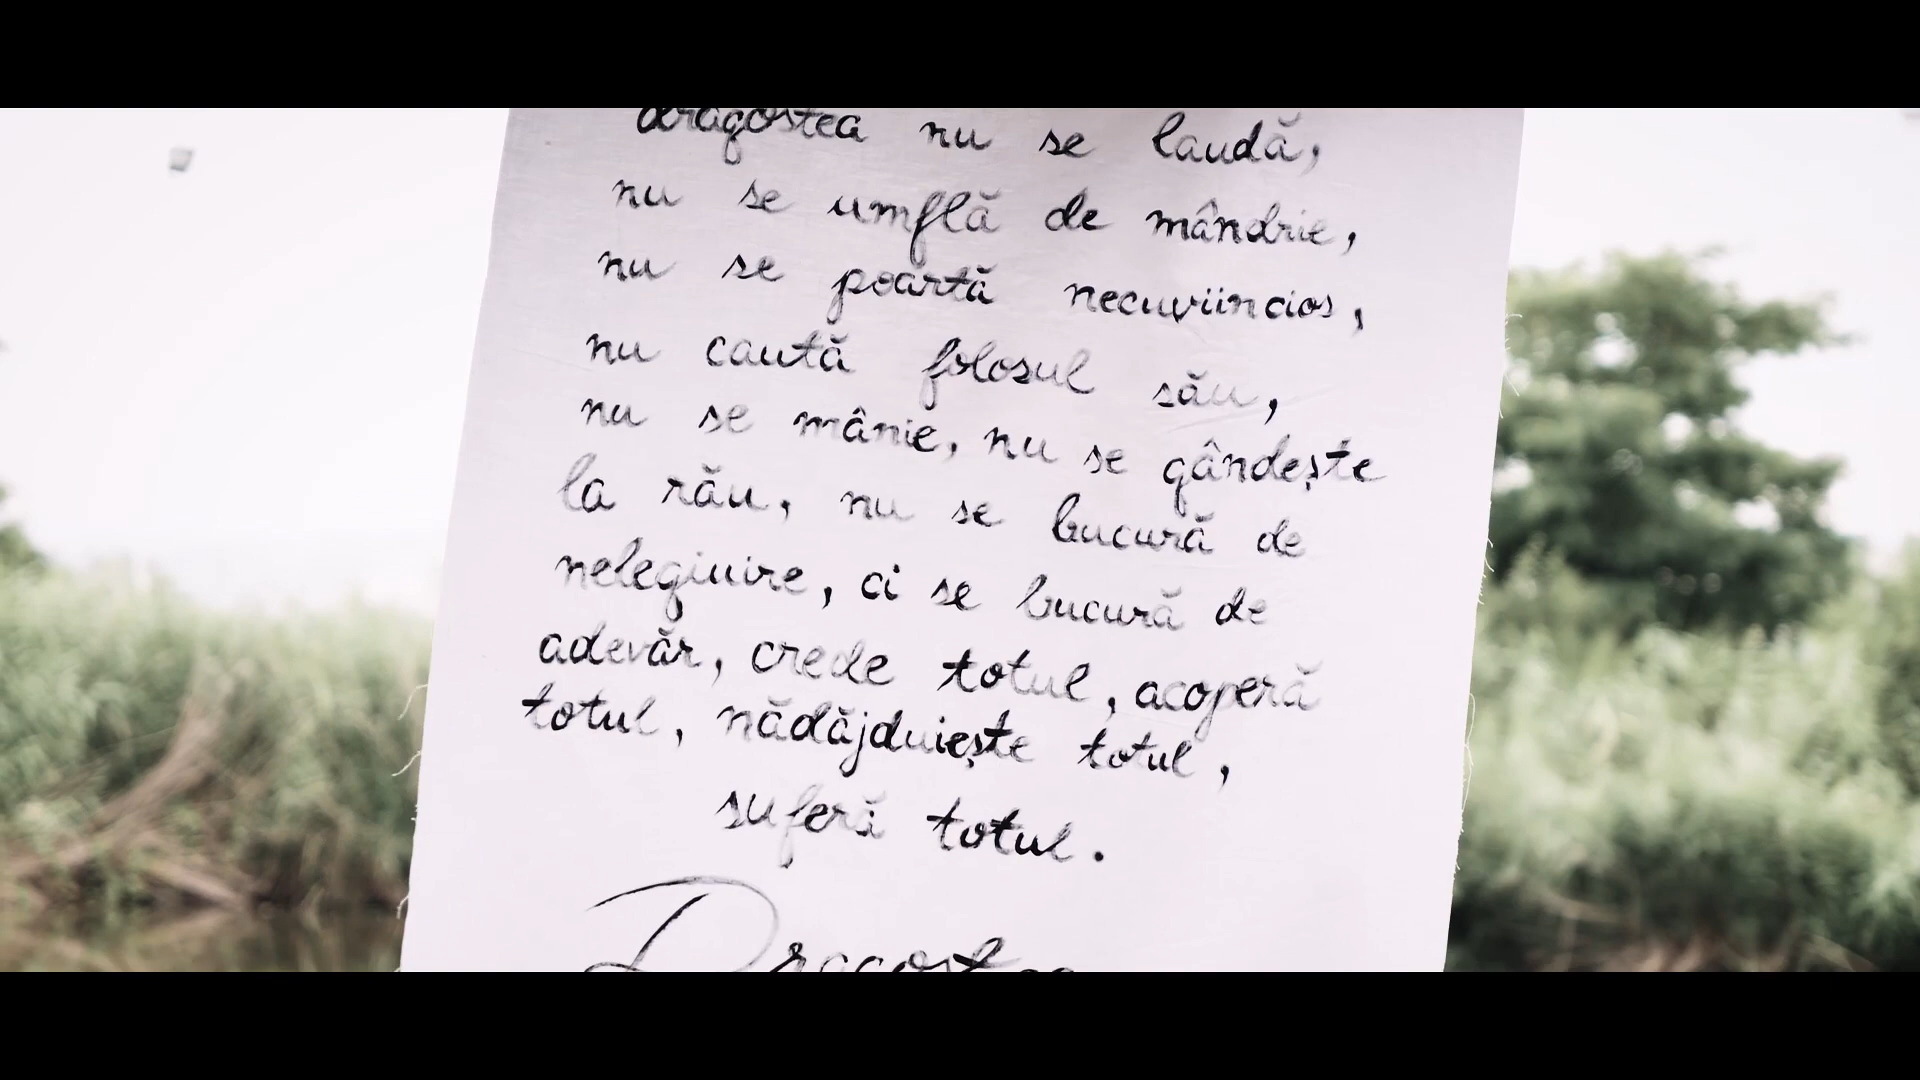 dragostea nu se laudă,
nu se umflă de mândrie,
nu se poartă necuviincios,
nu caută folosul său,
nu se mânie, nu se gândește
la rău, nu se bucură de
nelegiuire, ci se bucură de
adevăr, crede totul, acoperă
totul, nădăjduiește totul,
suferă totul.
Dragostea